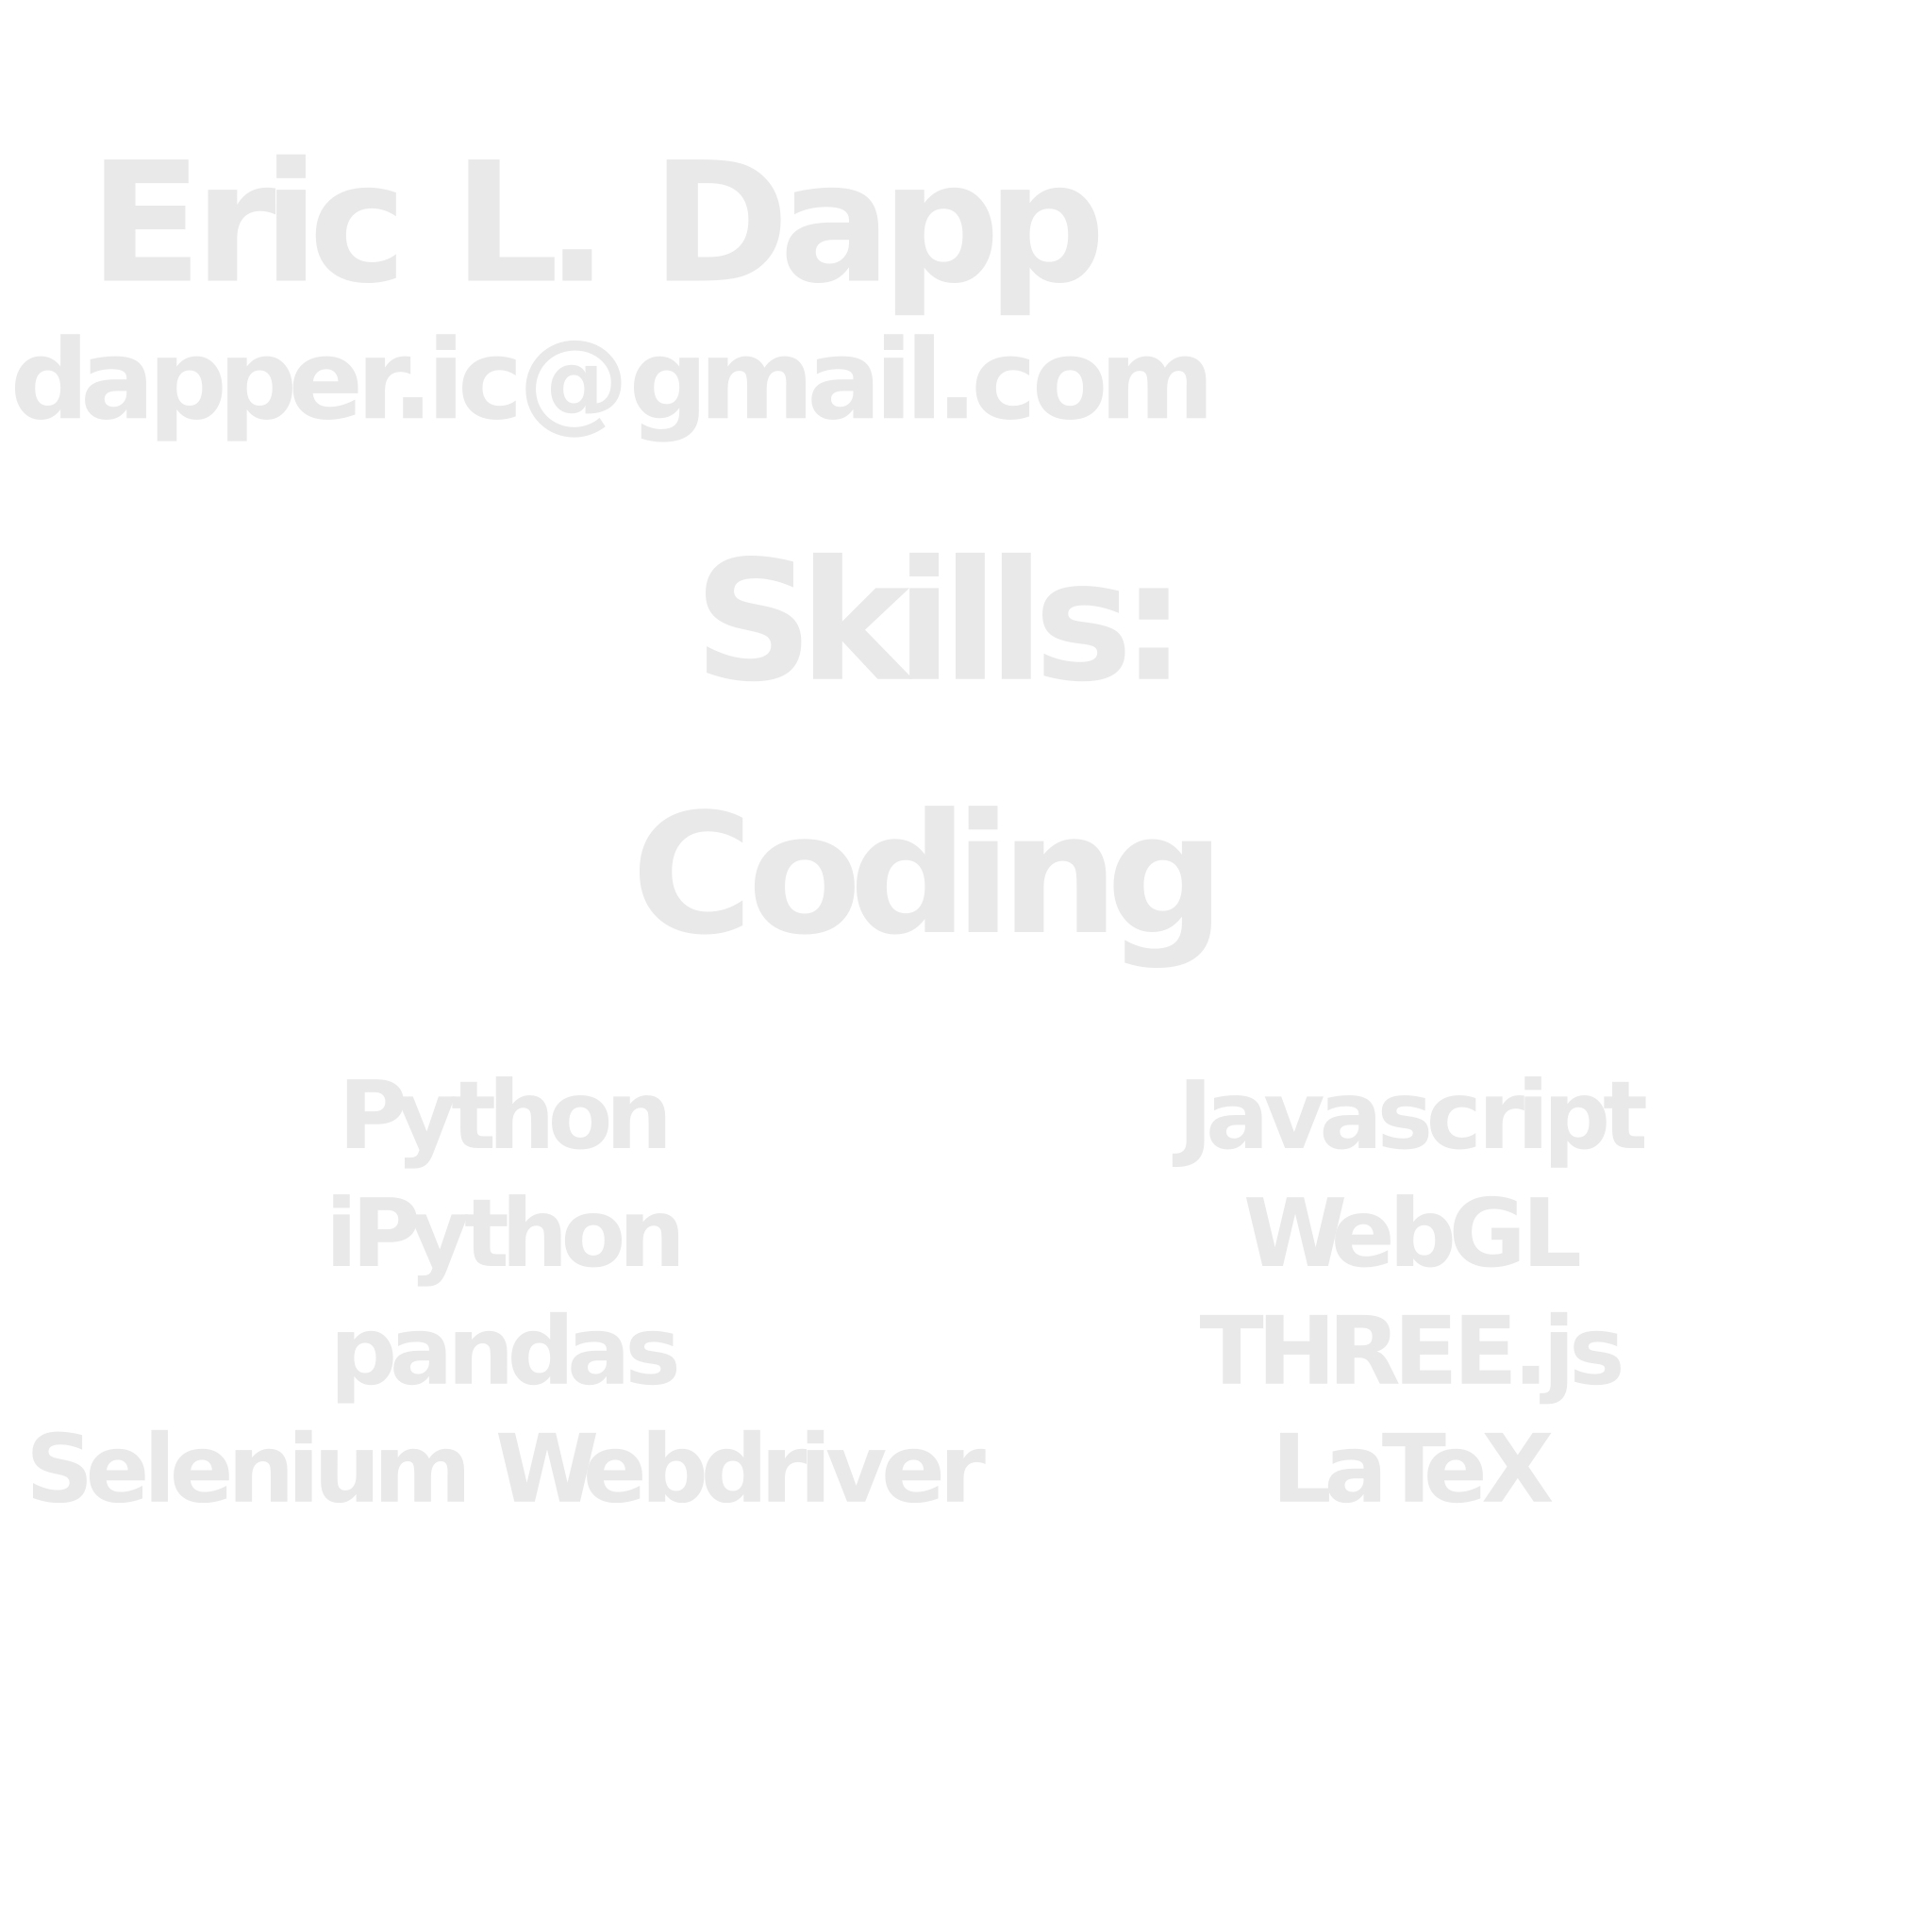 Eric L. Dapp
dapper.ic@gmail.com
Skills:
Coding
Python
iPython
pandas
Selenium Webdriver
Javascript
WebGL
THREE.js
LaTeX